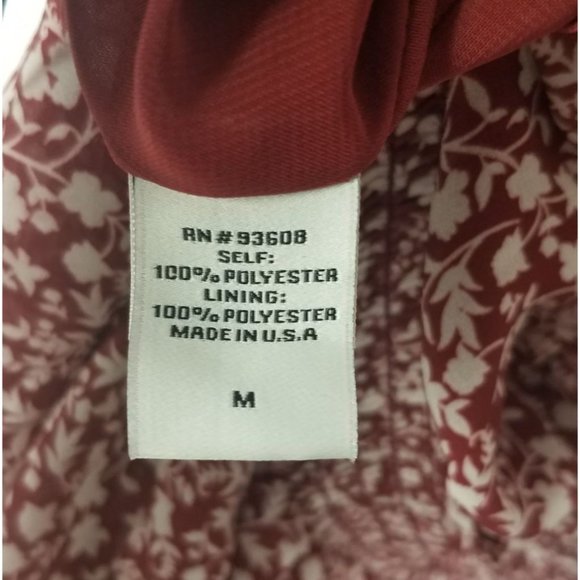 RN # 93608
SELF:
100% POLYESTER
LINING:
100% POLYESTER
MADE IN U.S.A
M